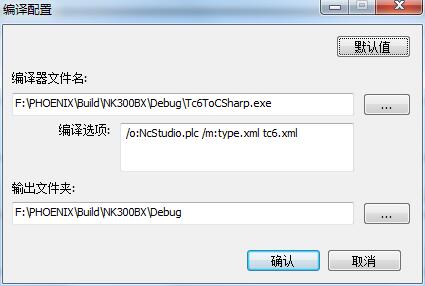 编译配置
默认值
编译器文件名:
F:\PHOENIX\Build\NK300BX\Debug\Tc6ToCSharp.exe
...
编译选项:
/o:NcStudio.plc /m:type.xml tc6.xml
输出文件夹:
F:\PHOENIX\Build\NK300BX\Debug
...
确认
取消